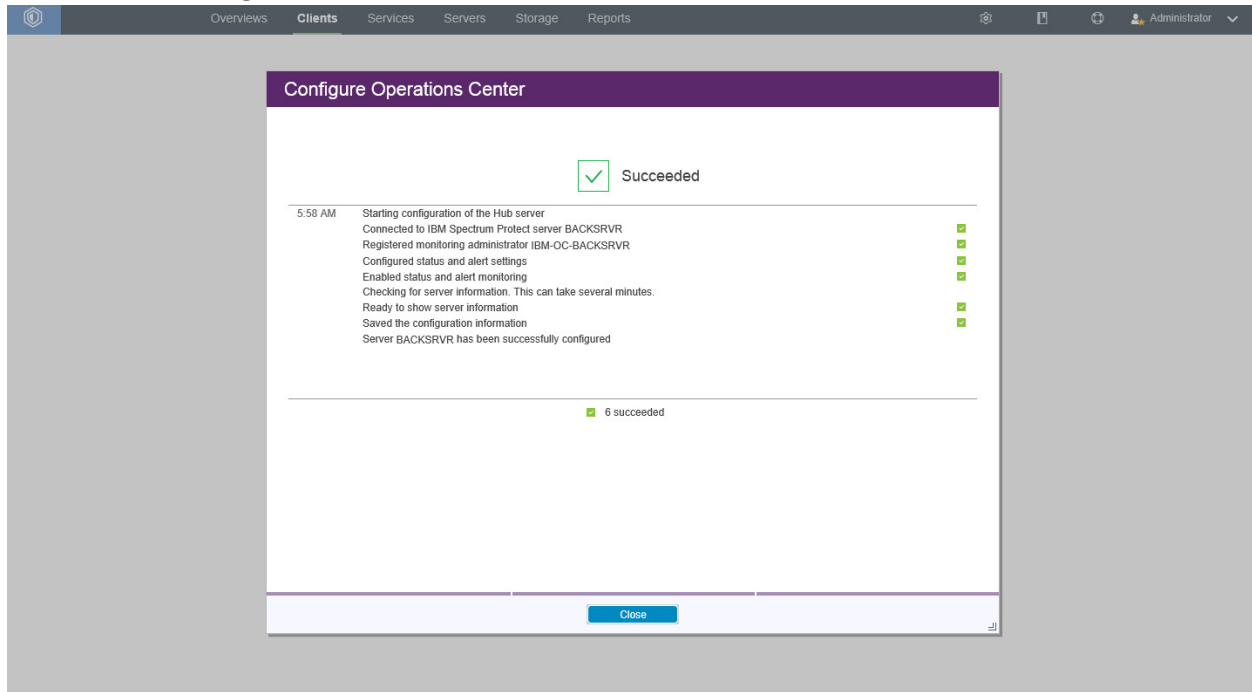 Overviews Clients Services Servers Storage Reports Administrator
Configure Operations Center
Succeeded
5:58 AM Starting configuration of the Hub server
Connected to IBM Spectrum Protect server BACKSRVR
Registered monitoring administrator IBM-OC-BACKSRVR
Configured status and alert settings
Enabled status and alert monitoring
Checking for server information. This can take several minutes.
Ready to show server information
Saved the configuration information
Server BACKSRVR has been successfully configured
6 succeeded
Close